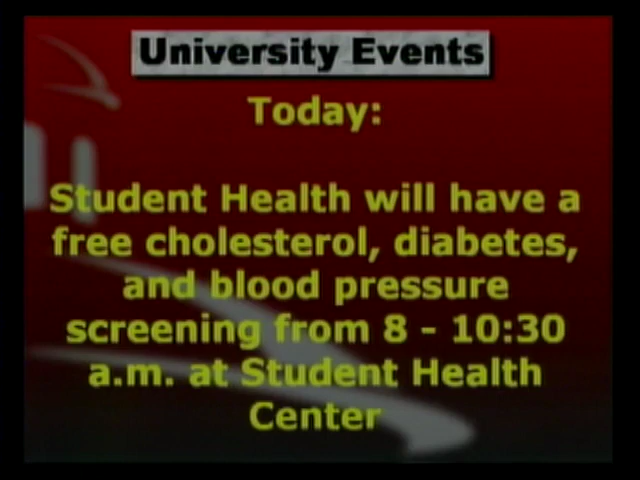 University Events
Today:
Student Health will have a
free cholesterol, diabetes,
and blood pressure
screening from 8 - 10:30
a.m. at Student Health
Center